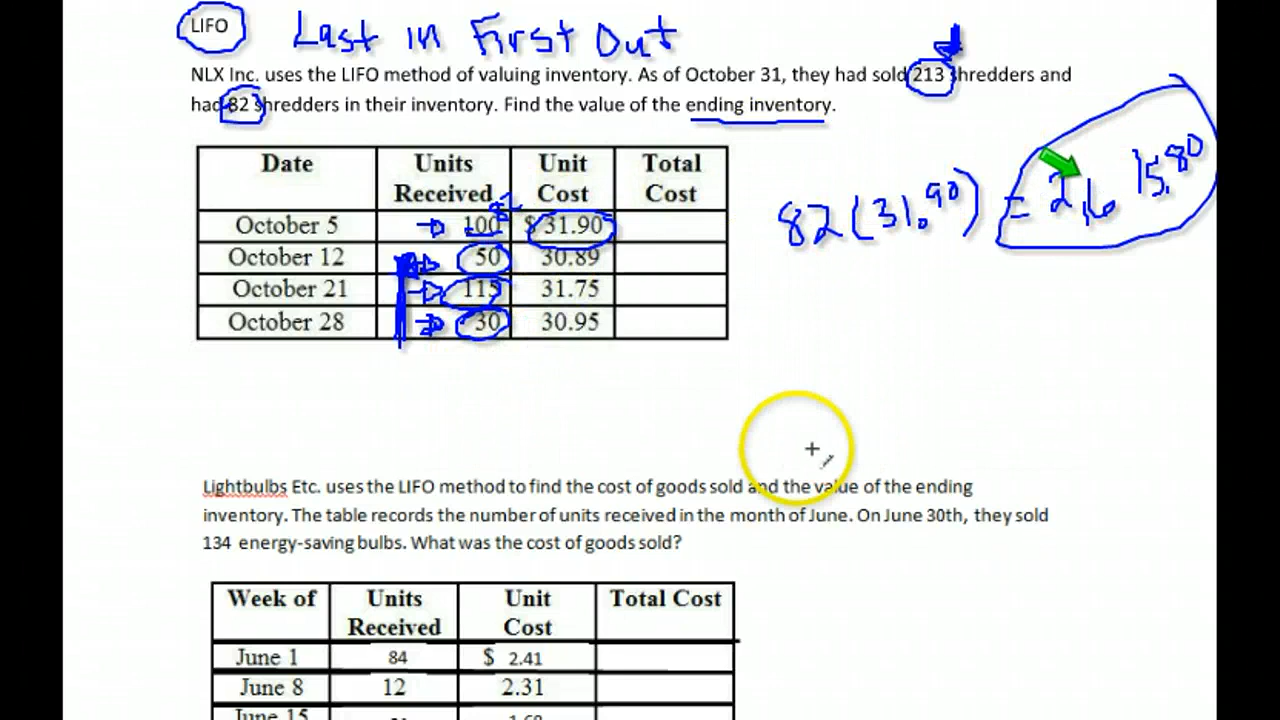 LIFO Last in First Out
NLX Inc. uses the LIFO method of valuing inventory. As of October 31, they had sold 213 shredders and
had 82 shredders in their inventory. Find the value of the ending inventory.
Date Units Received Unit Cost Total Cost
82
October 5 100 $ 31.90
October 12 50 30.89
October 21 115 31.75
October 28 30 30.95
82(31.90) = 2,615.80
Lightbulbs Etc. uses the LIFO method to find the cost of goods sold and the value of the ending
inventory. The table records the number of units received in the month of June. On June 30th, they sold
134 energy-saving bulbs. What was the cost of goods sold?
Week of Units Received Unit Cost Total Cost
June 1 84 $ 2.41
June 8 12 2.31
June 15